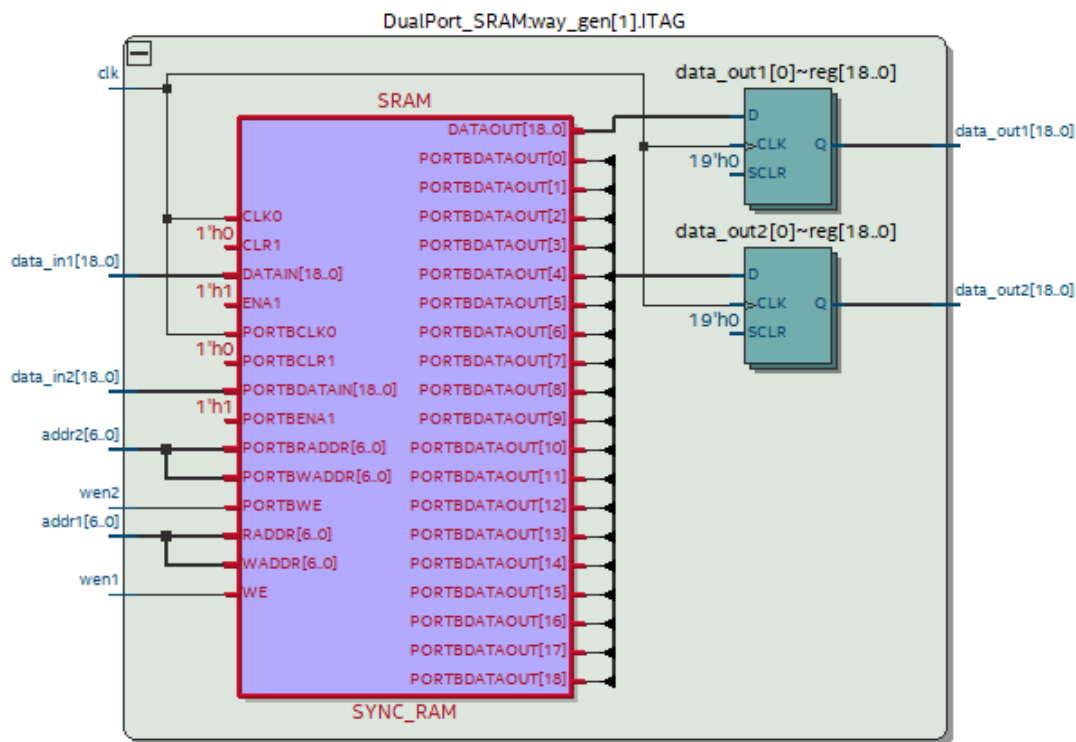 DualPort_SRAM:way_gen[1].ITAG
clk
data_in1[18..0]
data_in2[18..0]
addr2[6..0]
wen2
addr1[6..0]
wen1
SRAM
1'h0
1'h1
1'h0
1'h1
CLK0
CLR1
DATAIN[18..0]
ENA1
PORTBCLK0
PORTBCLR1
PORTBDATAIN[18..0]
PORTBENA1
PORTBRADDR[6..0]
PORTBWADDR[6..0]
PORTBWE
RADDR[6..0]
WADDR[6..0]
WE
DATAOUT[18..0]
PORTBDATAOUT[0]
PORTBDATAOUT[1]
PORTBDATAOUT[2]
PORTBDATAOUT[3]
PORTBDATAOUT[4]
PORTBDATAOUT[5]
PORTBDATAOUT[6]
PORTBDATAOUT[7]
PORTBDATAOUT[8]
PORTBDATAOUT[9]
PORTBDATAOUT[10]
PORTBDATAOUT[11]
PORTBDATAOUT[12]
PORTBDATAOUT[13]
PORTBDATAOUT[14]
PORTBDATAOUT[15]
PORTBDATAOUT[16]
PORTBDATAOUT[17]
PORTBDATAOUT[18]
SYNC_RAM
data_out1[0]~reg[18..0]
D
CLK
Q
19'h0
SCLR
data_out1[18..0]
data_out2[0]~reg[18..0]
D
CLK
Q
19'h0
SCLR
data_out2[18..0]